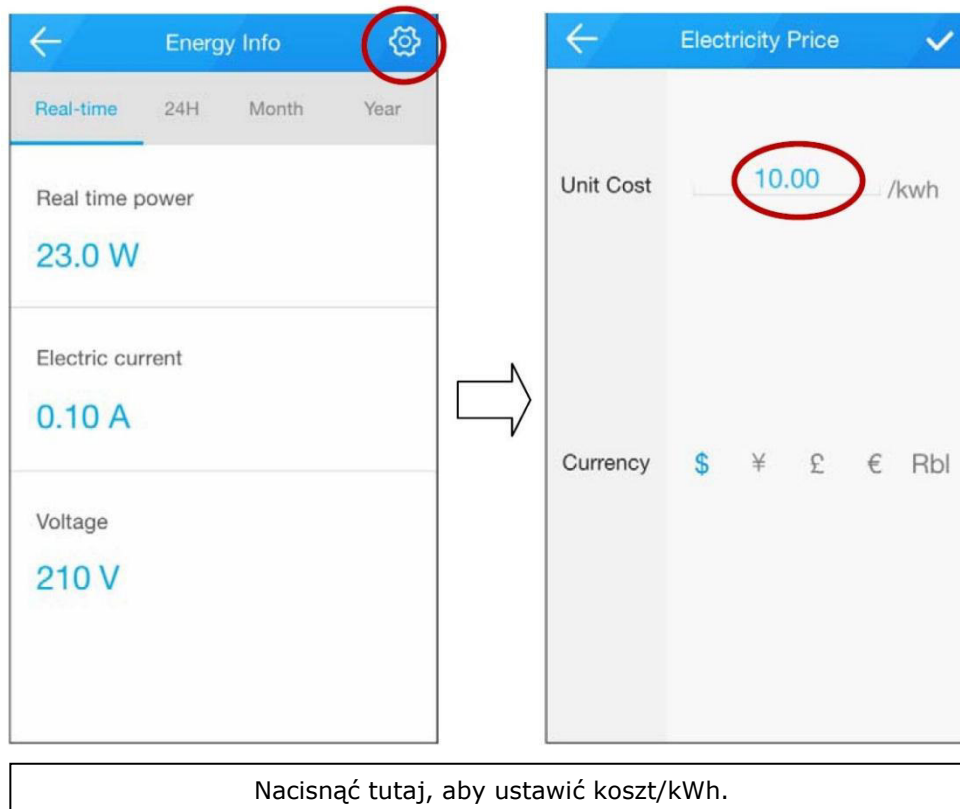 Energy Info
Real-time 24H Month Year
Real time power
23.0 W
Electric current
0.10 A
Voltage
210 V
Electricity Price
Unit Cost 10.00 /kwh
Currency $ ¥ £ € Rbl
Nacisnąć tutaj, aby ustawić koszt/kWh.